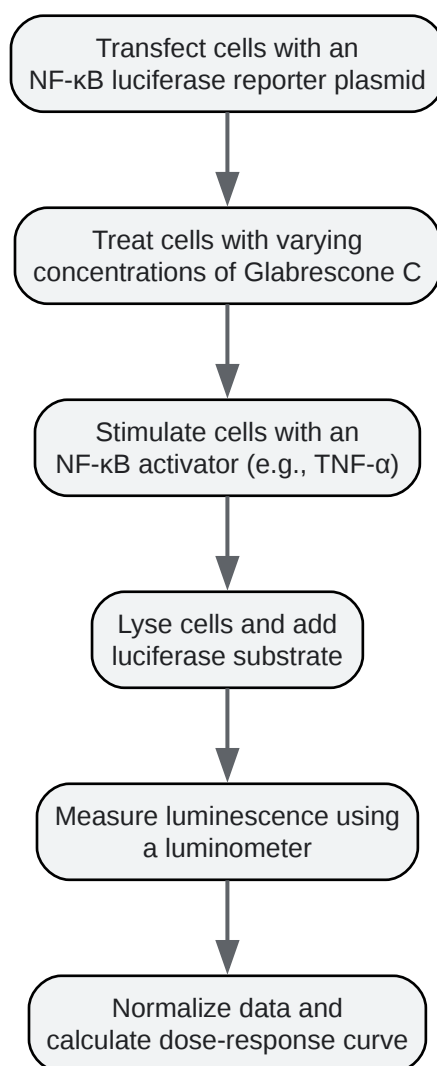 Transfect cells with an
NF-κB luciferase reporter plasmid
Treat cells with varying
concentrations of Glabrescone C
Stimulate cells with an
NF-κB activator (e.g., TNF-α)
Lyse cells and add
luciferase substrate
Measure luminescence using
a luminometer
Normalize data and
calculate dose-response curve